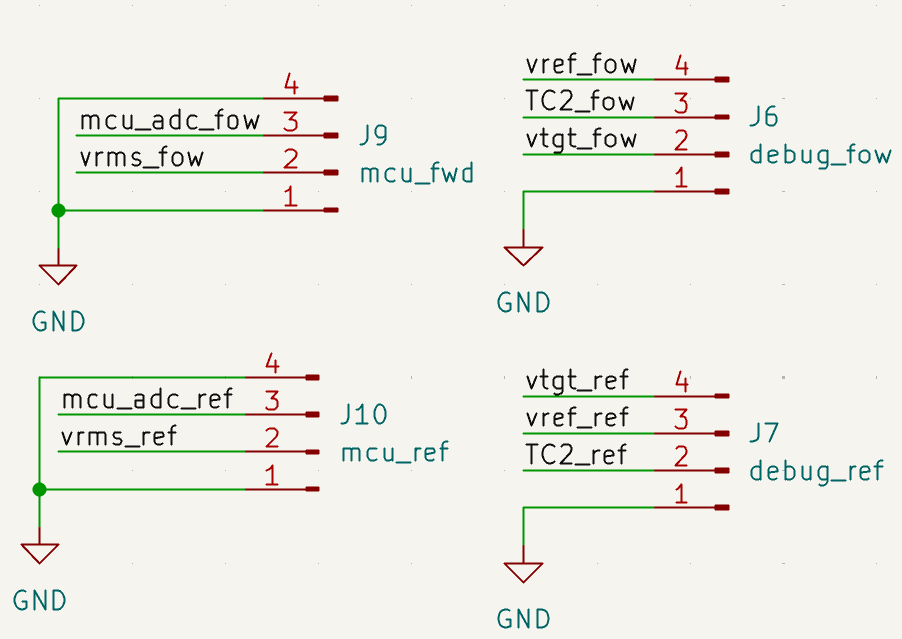 4
mcu_adc_fow 3
vrms_fow 2
1
J9
mcu_fwd
GND
vref_fow 4
TC2_fow 3
vtgt_fow 2
1
J6
debug_fow
GND
4
mcu_adc_ref 3
vrms_ref 2
1
J10
mcu_ref
GND
vtgt_ref 4
vref_ref 3
TC2_ref 2
1
J7
debug_ref
GND